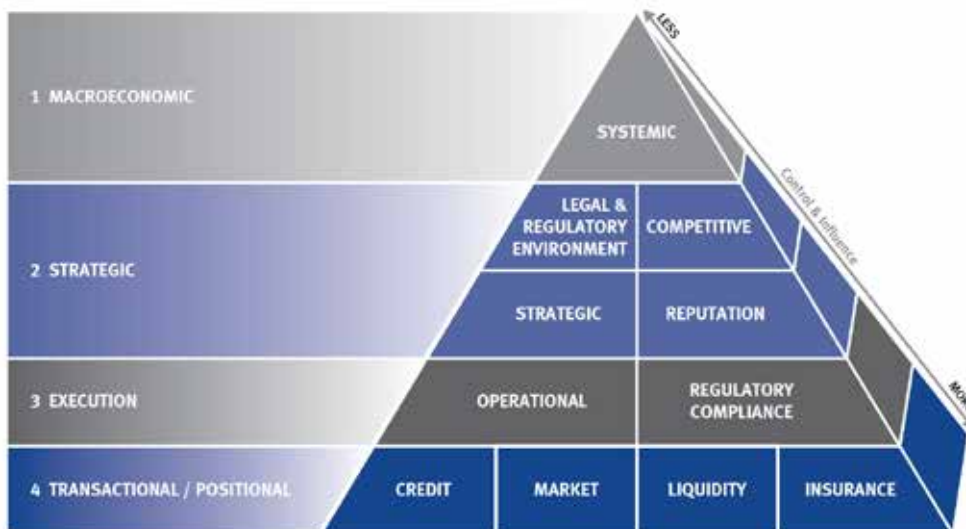 LESS
1 MACROECONOMIC
SYSTEMIC
Control & Influence
LEGAL &
REGULATORY
ENVIRONMENT
COMPETITIVE
2 STRATEGIC
STRATEGIC
REPUTATION
3 EXECUTION
OPERATIONAL
REGULATORY
COMPLIANCE
4 TRANSACTIONAL / POSITIONAL
CREDIT
MARKET
LIQUIDITY
INSURANCE